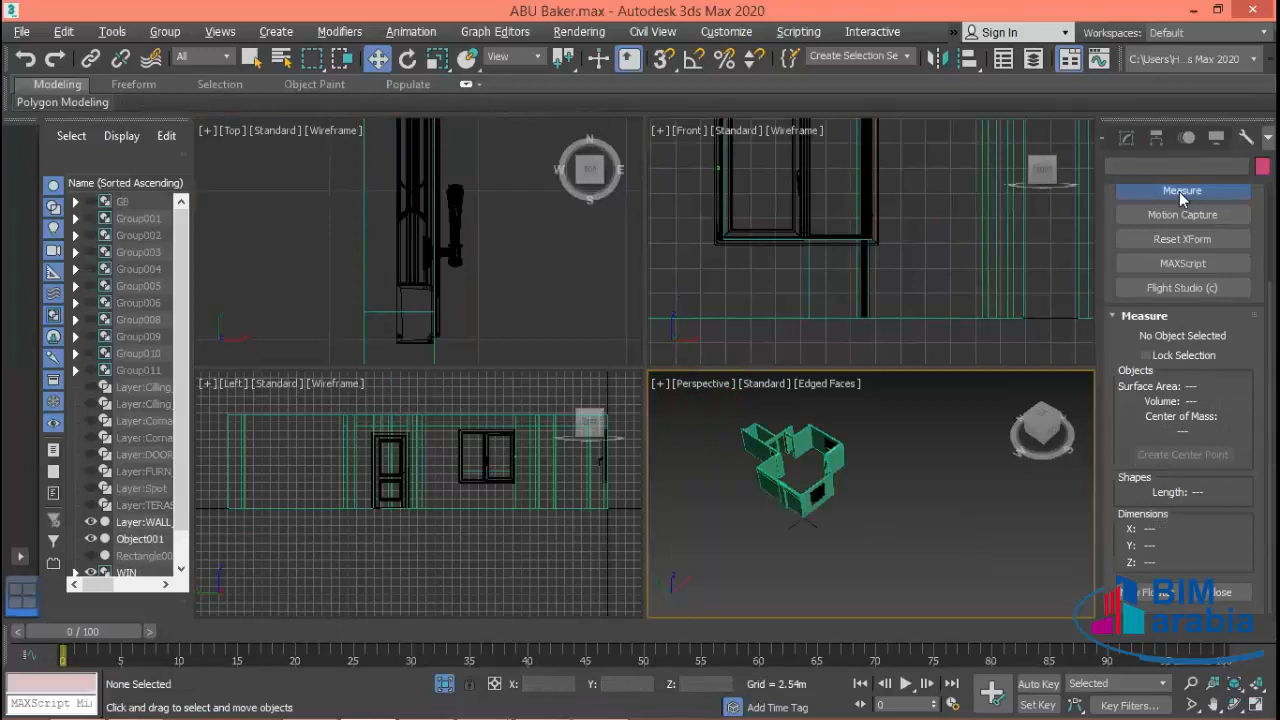 ABU Baker.max - Autodesk 3ds Max 2020
File Edit Tools Group Views Create Modifiers Animation Graph Editors Rendering Civil View Customize Scripting Interactive Sign In Workspaces: Default
All View Create Selection Se C:\Users\H...s Max 2020
Modeling Freeform Selection Object Paint Populate
Polygon Modeling
Select Display Edit
Name (Sorted Ascending)
GB
Group001
Group002
Group003
Group004
Group005
Group006
Group008
Group009
Group010
Group011
Layer:Cilling
Layer:Cilling
Layer:Corna
Layer:Corna
Layer:DOOR
Layer:FURN
Layer:Spot
Layer:TERAS
Layer:WALL
Object001
Rectangle00
WIN
[+] [Top] [Standard] [Wireframe]
N
W E
S
[+] [Front] [Standard] [Wireframe]
[+] [Left] [Standard] [Wireframe]
[+] [Perspective] [Standard] [Edged Faces]
Measure
Motion Capture
Reset XForm
MAXScript
Flight Studio (c)
Measure
No Object Selected
Lock Selection
Objects
Surface Area: ---
Volume: ---
Center of Mass:
---
Create Center Point
Shapes
Length: ---
Dimensions
X: ---
Y: ---
Z: ---
BIM
arabia
0 / 100
0 5 10 15 20 25 30 35 40 45 50 55 60 65 70 75 80 85 90 95 100
None Selected X: Y: Z: Grid = 2.54m Auto Key Selected
MAXScript Mi Click and drag to select and move objects Add Time Tag 0 Set Key Key Filters...